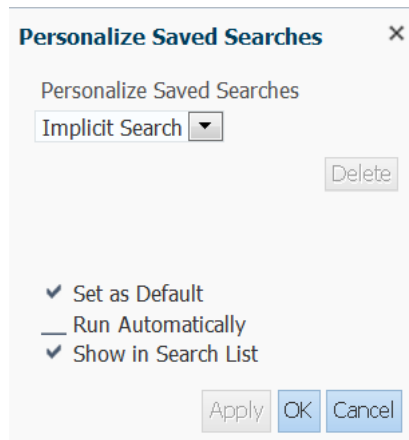 Personalize Saved Searches
Personalize Saved Searches
Implicit Search
Delete
Set as Default
Run Automatically
Show in Search List
Apply OK Cancel